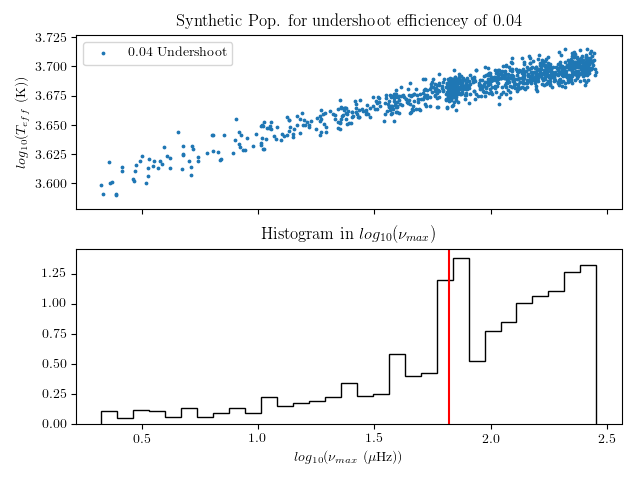 Synthetic Pop. for undershoot efficiencey of 0.04
3.725
3.700
3.675
3.650
3.625
3.600
log10(Teff (K))
0.04 Undershoot
Histogram in log10(νmax)
1.25
1.00
0.75
0.50
0.25
0.00
0.5 1.0 1.5 2.0 2.5
log10(νmax (μHz))